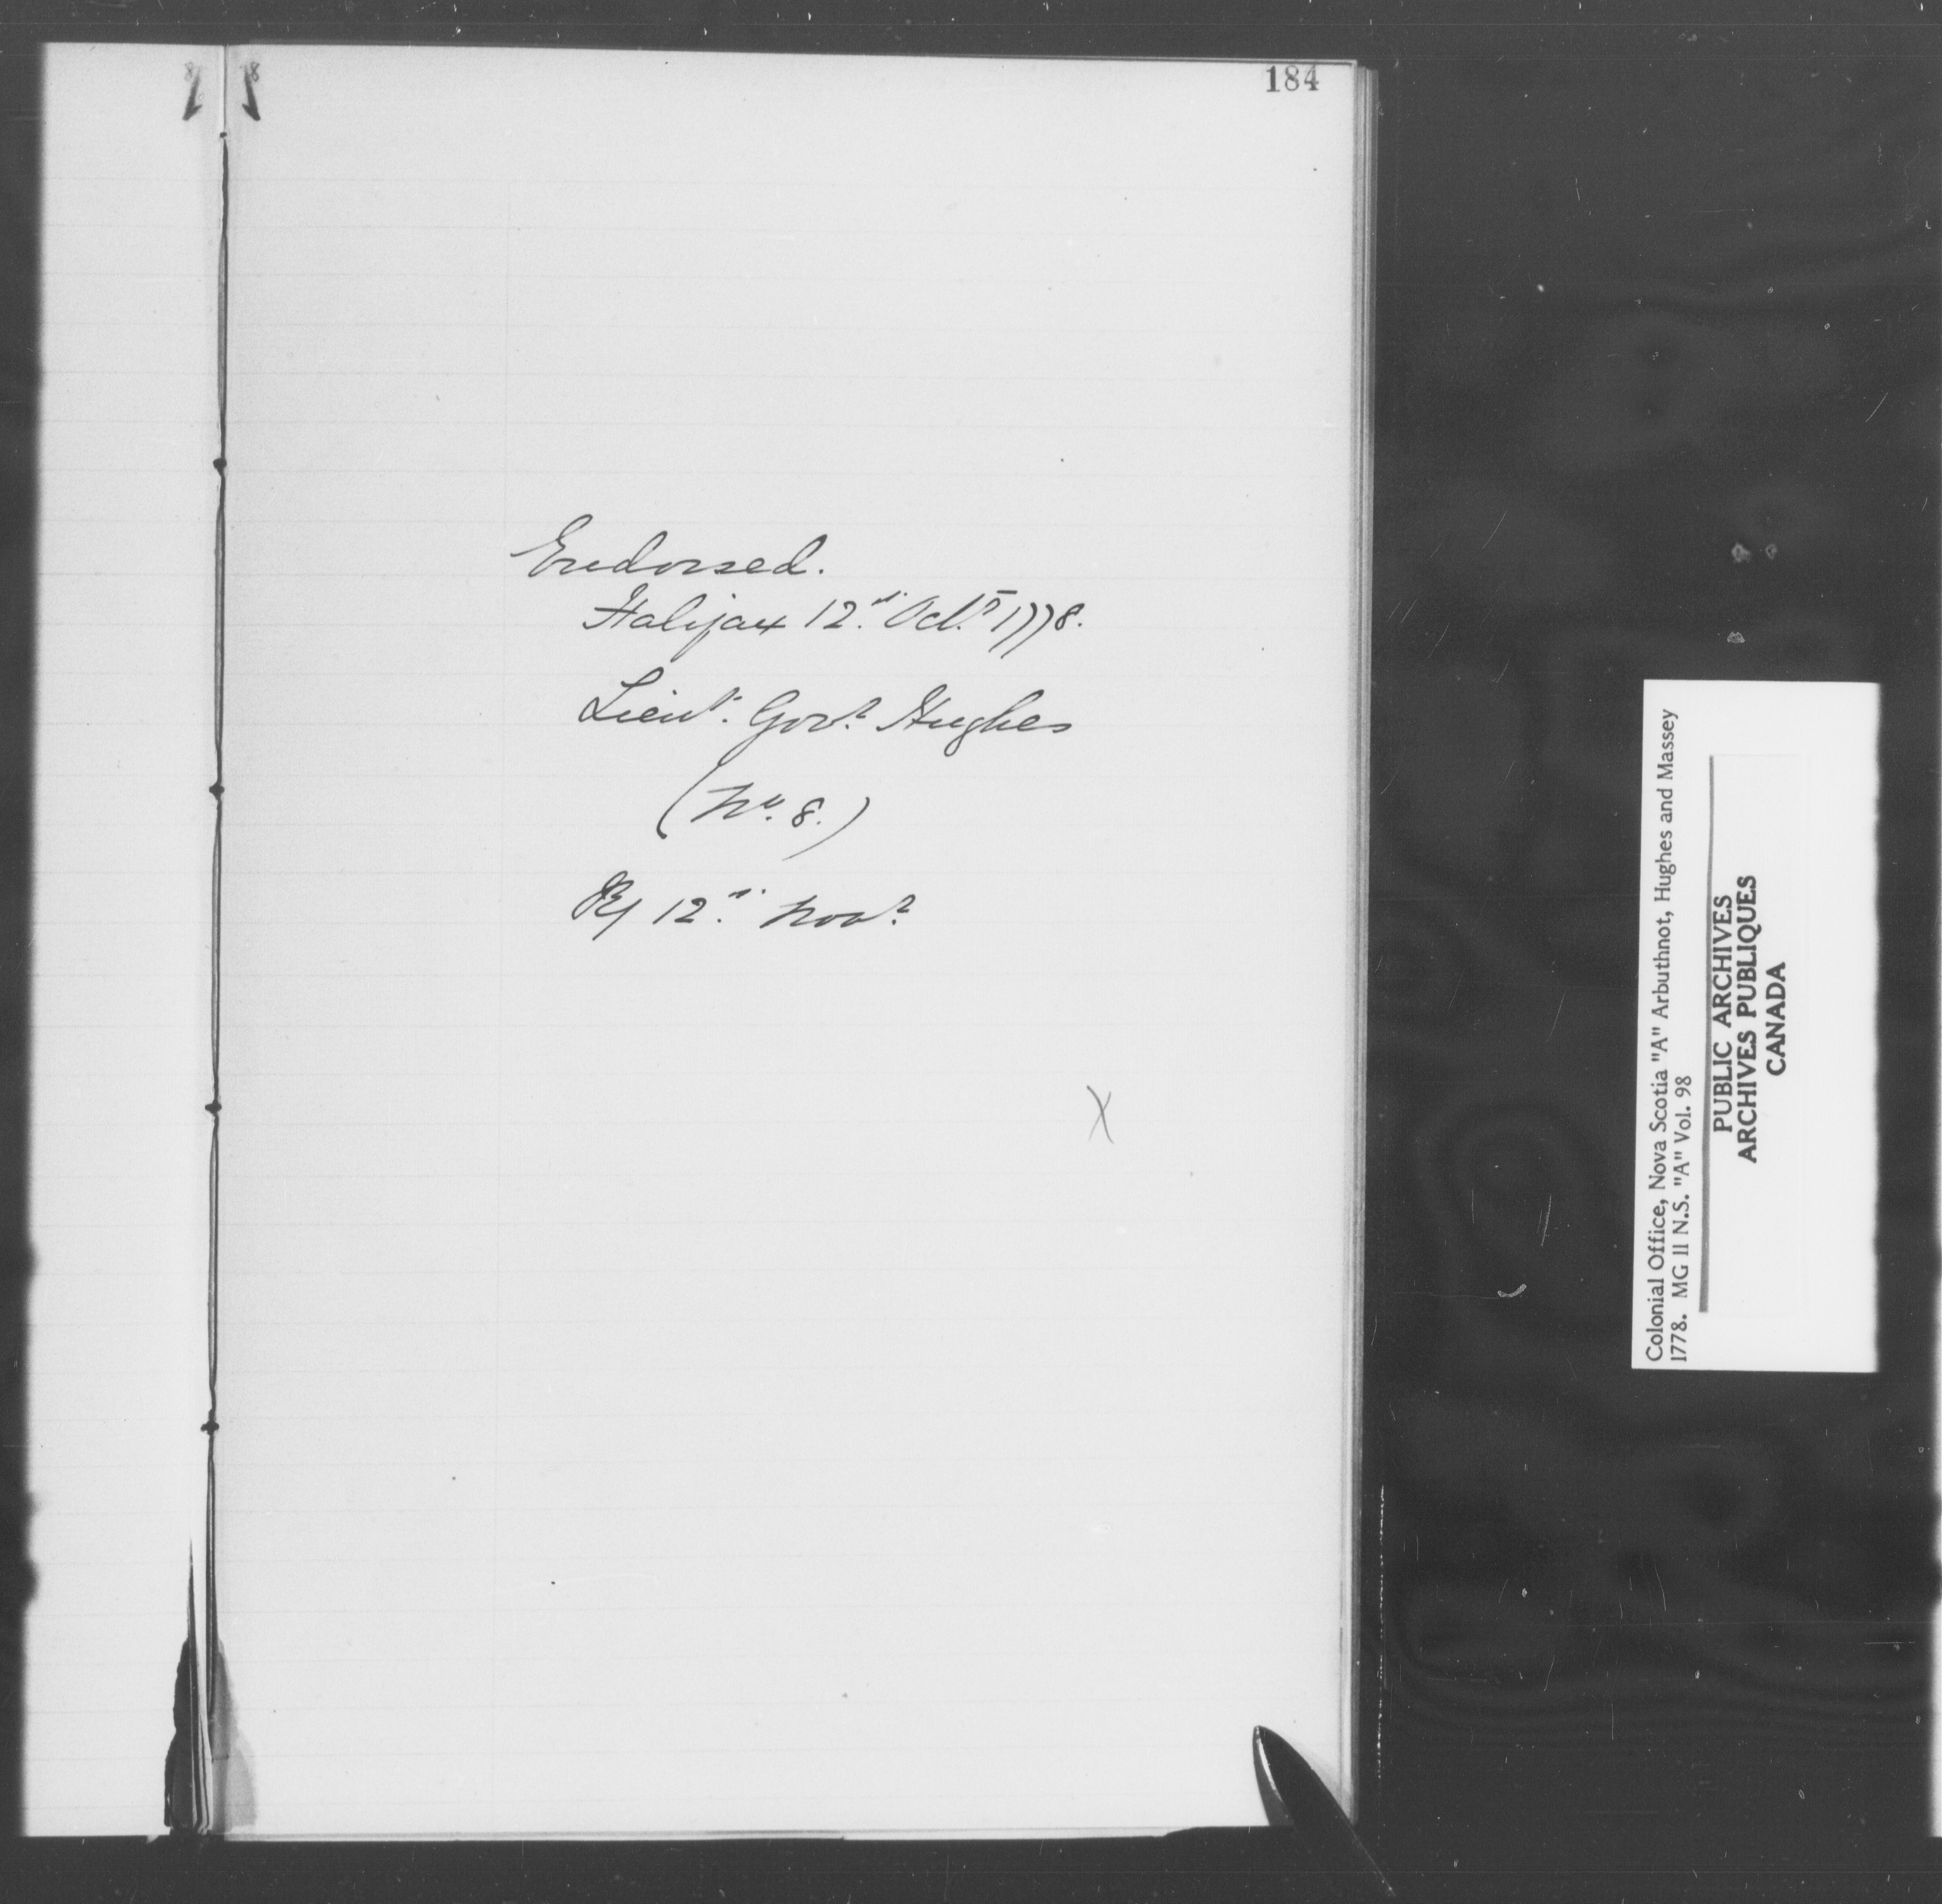 184
Endorsed.
Halifax 12th. Octr. 1778.
Lieut. Govr. Hughes
(No. 8.)
R/ 12th. Novr.
X
Colonial Office, Nova Scotia "A" Arbuthnot, Hughes and Massey
1778. MG 11 N.S. "A" Vol. 98
PUBLIC ARCHIVES
ARCHIVES PUBLIQUES
CANADA